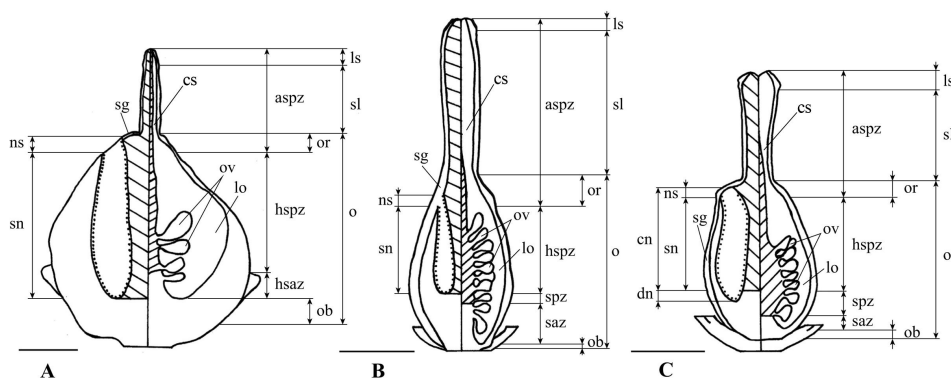 ls
cs
aspz
sl
sg
ns
or
ov
lo
sn
hspz
o
hsaz
ob
A
ls
cs
aspz
sl
sg
ns
or
ov
sn
hspz
lo
o
spz
saz
ob
B
ls
aspz
cs
sl
ns
or
sg
ov
cn
sn
hspz
lo
o
dn
spz
saz
ob
C